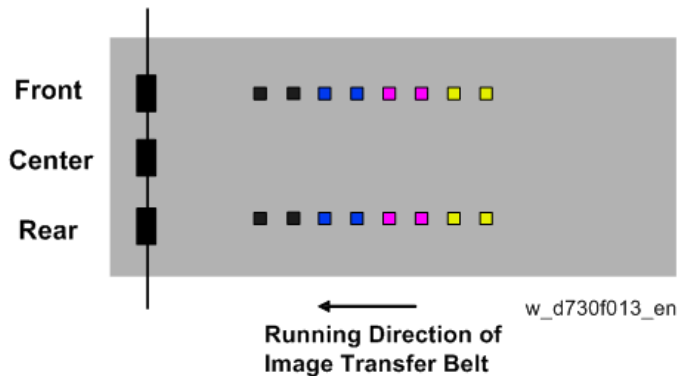 Front
Center
Rear
w_d730f013_en
Running Direction of
Image Transfer Belt